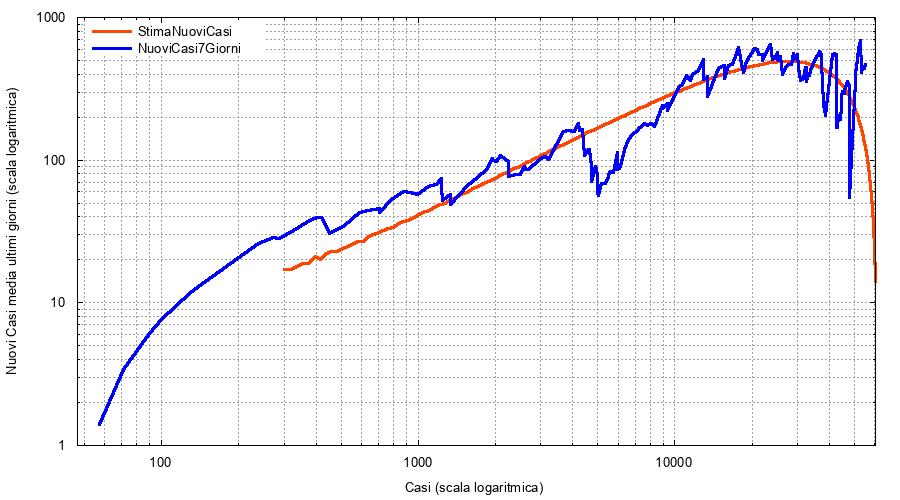 1000
StimaNuoviCasi
NuoviCasi7Giorni
100
10
1
Nuovi Casi media ultimi giorni (scala logaritmica)
100
1000
10000
Casi (scala logaritmica)